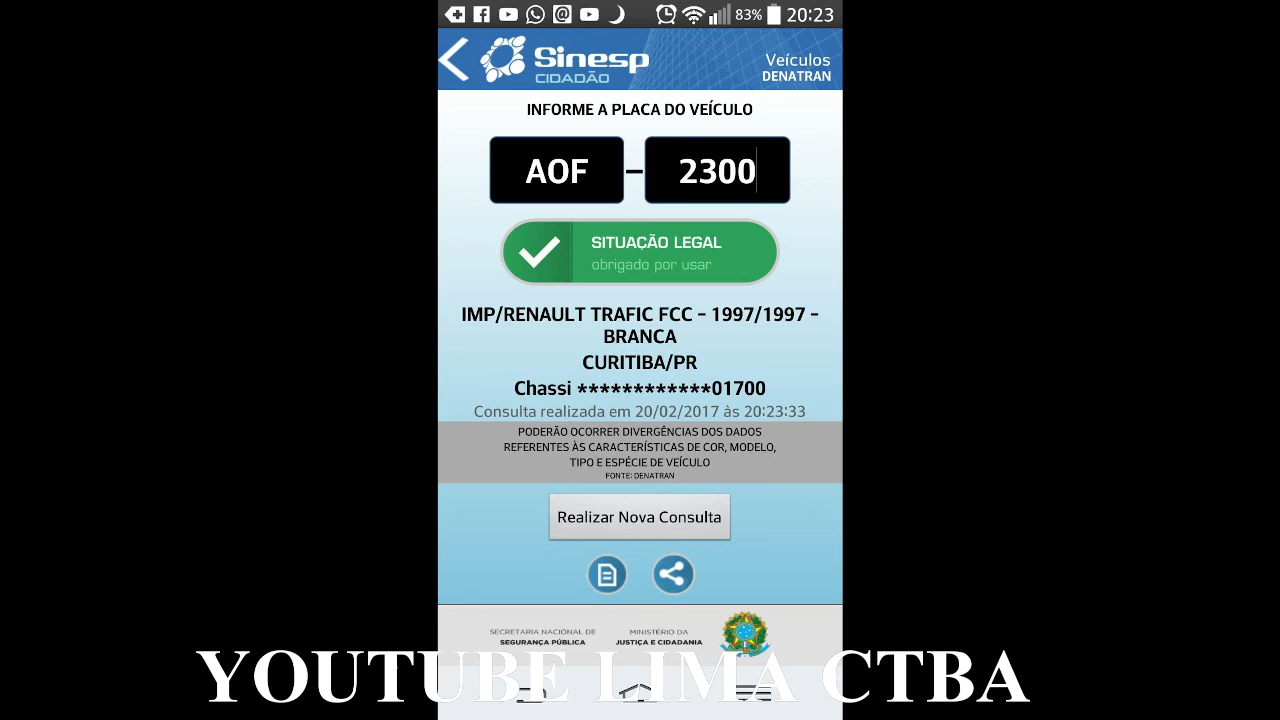 83% 20:23
Sinesp
CIDADÃO
Veículos
DENATRAN
INFORME A PLACA DO VEÍCULO
AOF - 2300
SITUAÇÃO LEGAL
obrigado por usar
IMP/RENAULT TRAFIC FCC - 1997/1997 -
BRANCA
CURITIBA/PR
Chassi ************01700
Consulta realizada em 20/02/2017 às 20:23:33
PODERÃO OCORRER DIVERGÊNCIAS DOS DADOS
REFERENTES ÀS CARACTERÍSTICAS DE COR, MODELO,
TIPO E ESPÉCIE DE VEÍCULO
FONTE: DENATRAN
Realizar Nova Consulta
SECRETARIA NACIONAL DE
SEGURANÇA PÚBLICA
MINISTÉRIO DA
JUSTIÇA E CIDADANIA
YOUTUBE LIMA CTBA